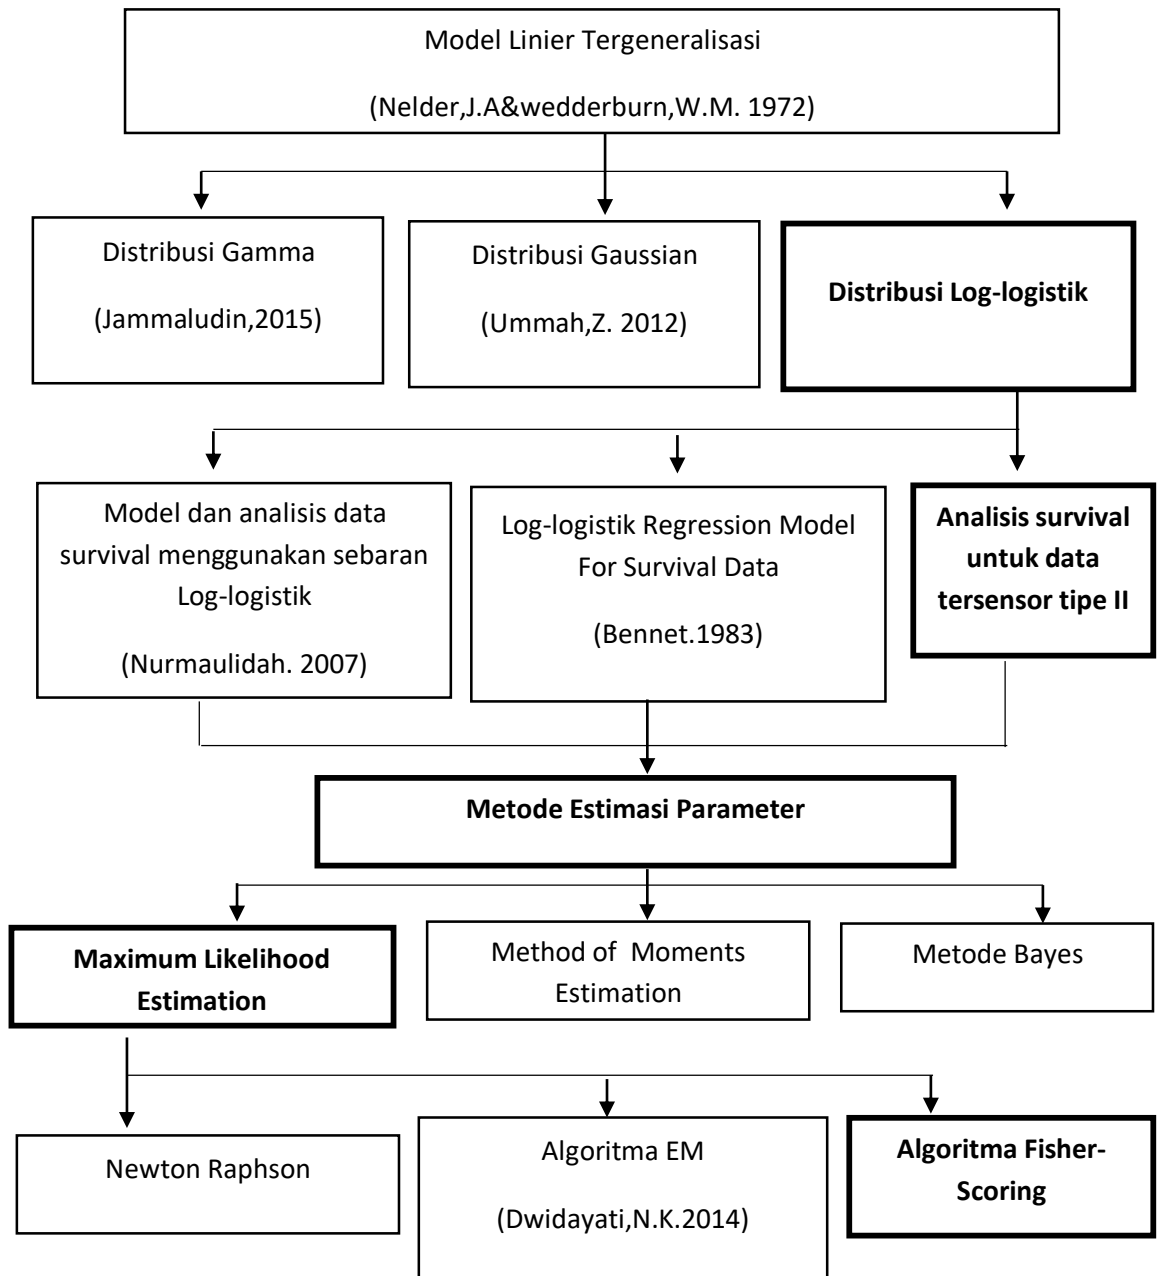 Model Linier Tergeneralisasi
(Nelder,J.A&wedderburn,W.M. 1972)
Distribusi Gamma
(Jammaludin,2015)
Distribusi Gaussian
(Ummah,Z. 2012)
Distribusi Log-logistik
Model dan analisis data
survival menggunakan sebaran
Log-logistik
(Nurmaulidah. 2007)
Log-logistik Regression Model
For Survival Data
(Bennet.1983)
Analisis survival
untuk data
tersensor tipe II
Metode Estimasi Parameter
Maximum Likelihood
Estimation
Method of  Moments
Estimation
Metode Bayes
Newton Raphson
Algoritma EM
(Dwidayati,N.K.2014)
Algoritma Fisher-
Scoring